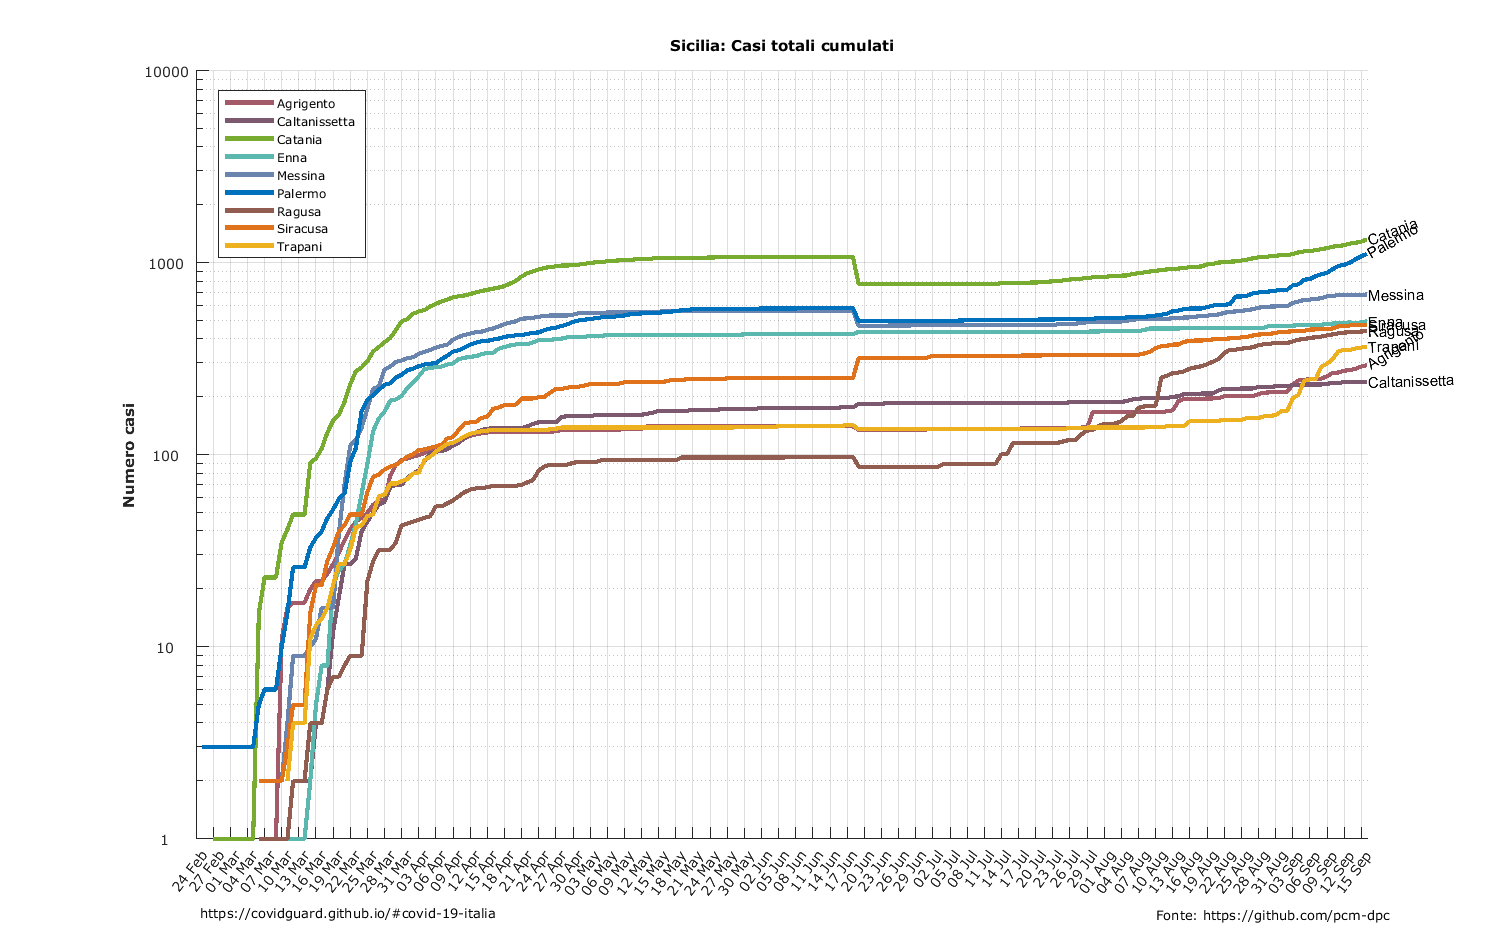 Sicilia: Casi totali cumulati
Numero casi
10000
1000
100
10
1
Agrigento
Caltanissetta
Catania
Enna
Messina
Palermo
Ragusa
Siracusa
Trapani
Catania
Palermo
Messina
Enna
Siracusa
Ragusa
Trapani
Agrigento
Caltanissetta
24 Feb
27 Feb
01 Mar
04 Mar
07 Mar
10 Mar
13 Mar
16 Mar
19 Mar
22 Mar
25 Mar
28 Mar
31 Mar
03 Apr
06 Apr
09 Apr
12 Apr
15 Apr
18 Apr
21 Apr
24 Apr
27 Apr
30 Apr
03 May
06 May
09 May
12 May
15 May
18 May
21 May
24 May
27 May
30 May
02 Jun
05 Jun
08 Jun
11 Jun
14 Jun
17 Jun
20 Jun
23 Jun
26 Jun
29 Jun
02 Jul
05 Jul
08 Jul
11 Jul
14 Jul
17 Jul
20 Jul
23 Jul
26 Jul
29 Jul
01 Aug
04 Aug
07 Aug
10 Aug
13 Aug
16 Aug
19 Aug
22 Aug
25 Aug
28 Aug
31 Aug
03 Sep
06 Sep
09 Sep
12 Sep
15 Sep
https://covidguard.github.io/#covid-19-italia
Fonte: https://github.com/pcm-dpc